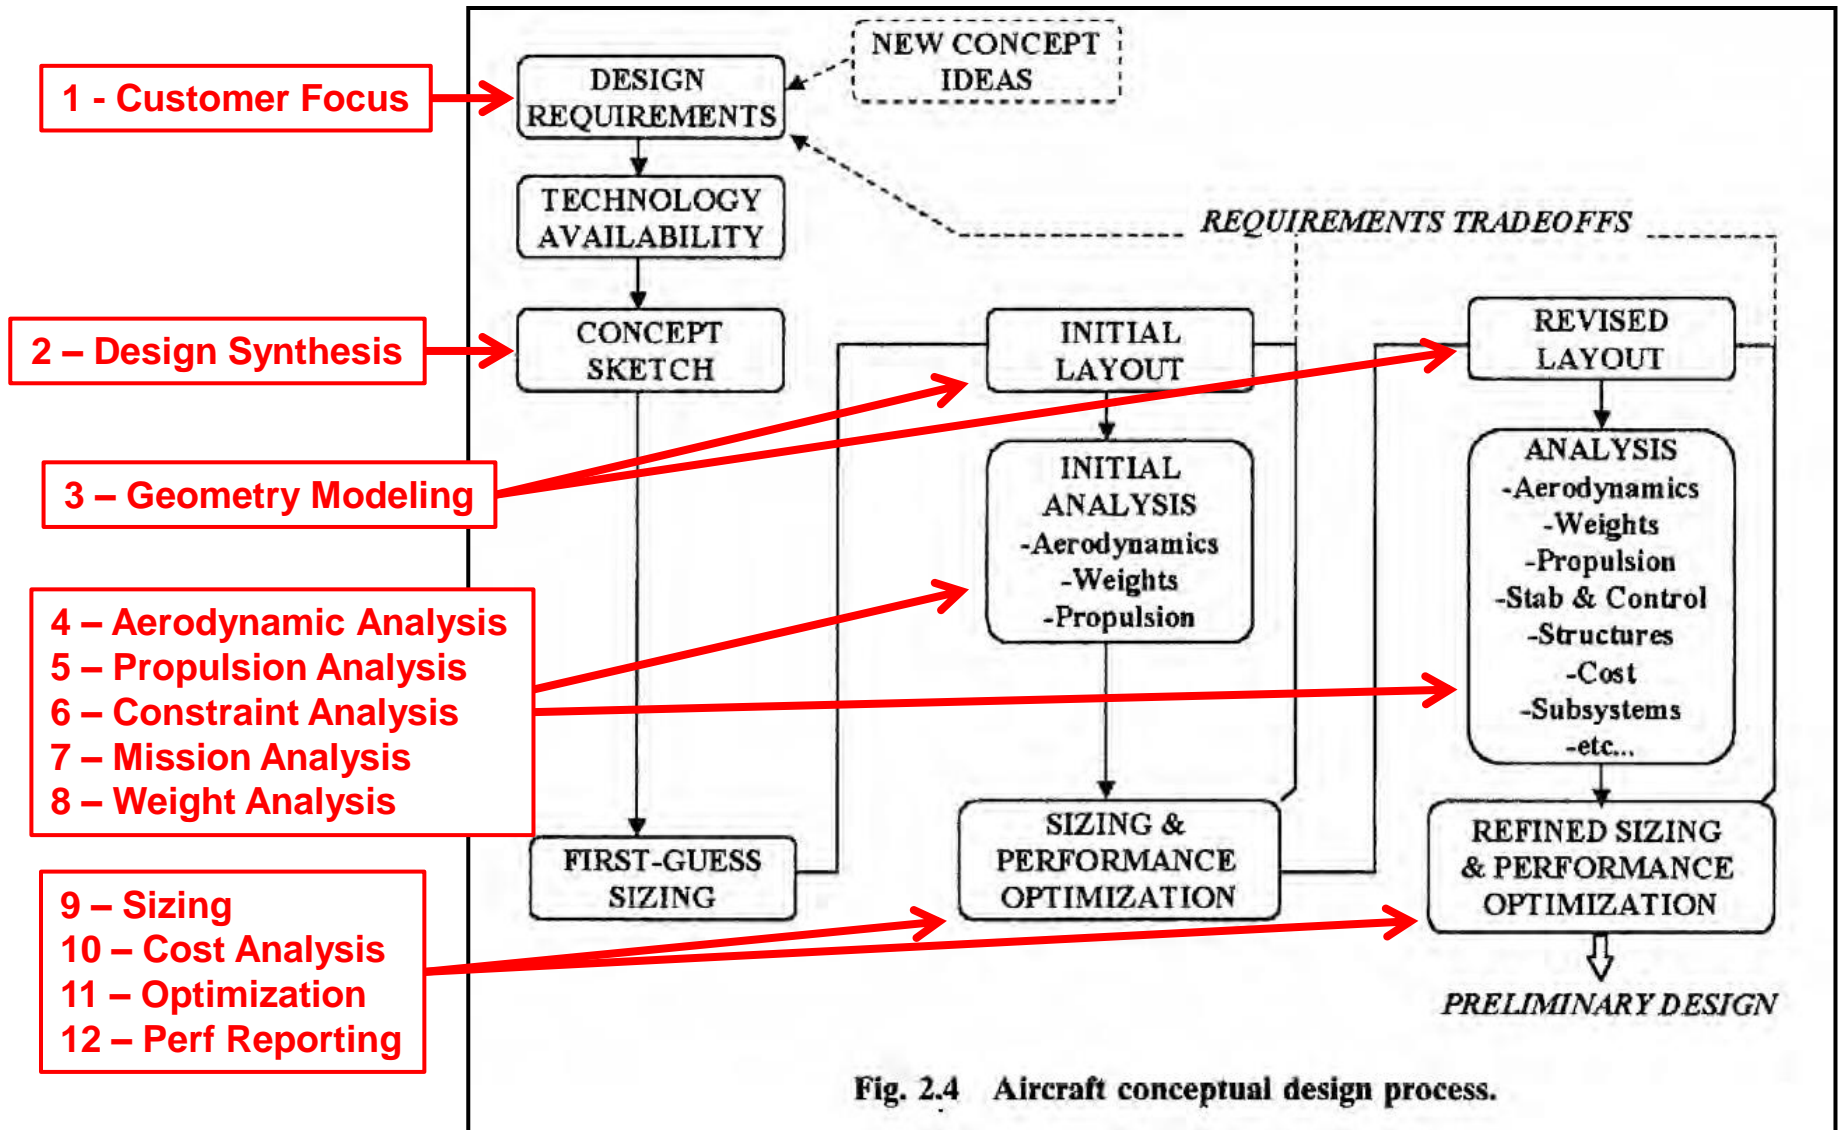 1 - Customer Focus
2 – Design Synthesis
3 – Geometry Modeling
4 – Aerodynamic Analysis
5 – Propulsion Analysis
6 – Constraint Analysis
7 – Mission Analysis
8 – Weight Analysis
9 – Sizing
10 – Cost Analysis
11 – Optimization
12 – Perf Reporting
NEW CONCEPT
IDEAS
DESIGN
REQUIREMENTS
TECHNOLOGY
AVAILABILITY
CONCEPT
SKETCH
FIRST-GUESS
SIZING
REQUIREMENTS TRADEOFFS
INITIAL
LAYOUT
INITIAL
ANALYSIS
-Aerodynamics
-Weights
-Propulsion
SIZING &
PERFORMANCE
OPTIMIZATION
REVISED
LAYOUT
ANALYSIS
-Aerodynamics
-Weights
-Propulsion
-Stab & Control
-Structures
-Cost
-Subsystems
-etc...
REFINED SIZING
& PERFORMANCE
OPTIMIZATION
PRELIMINARY DESIGN
Fig. 2.4 Aircraft conceptual design process.